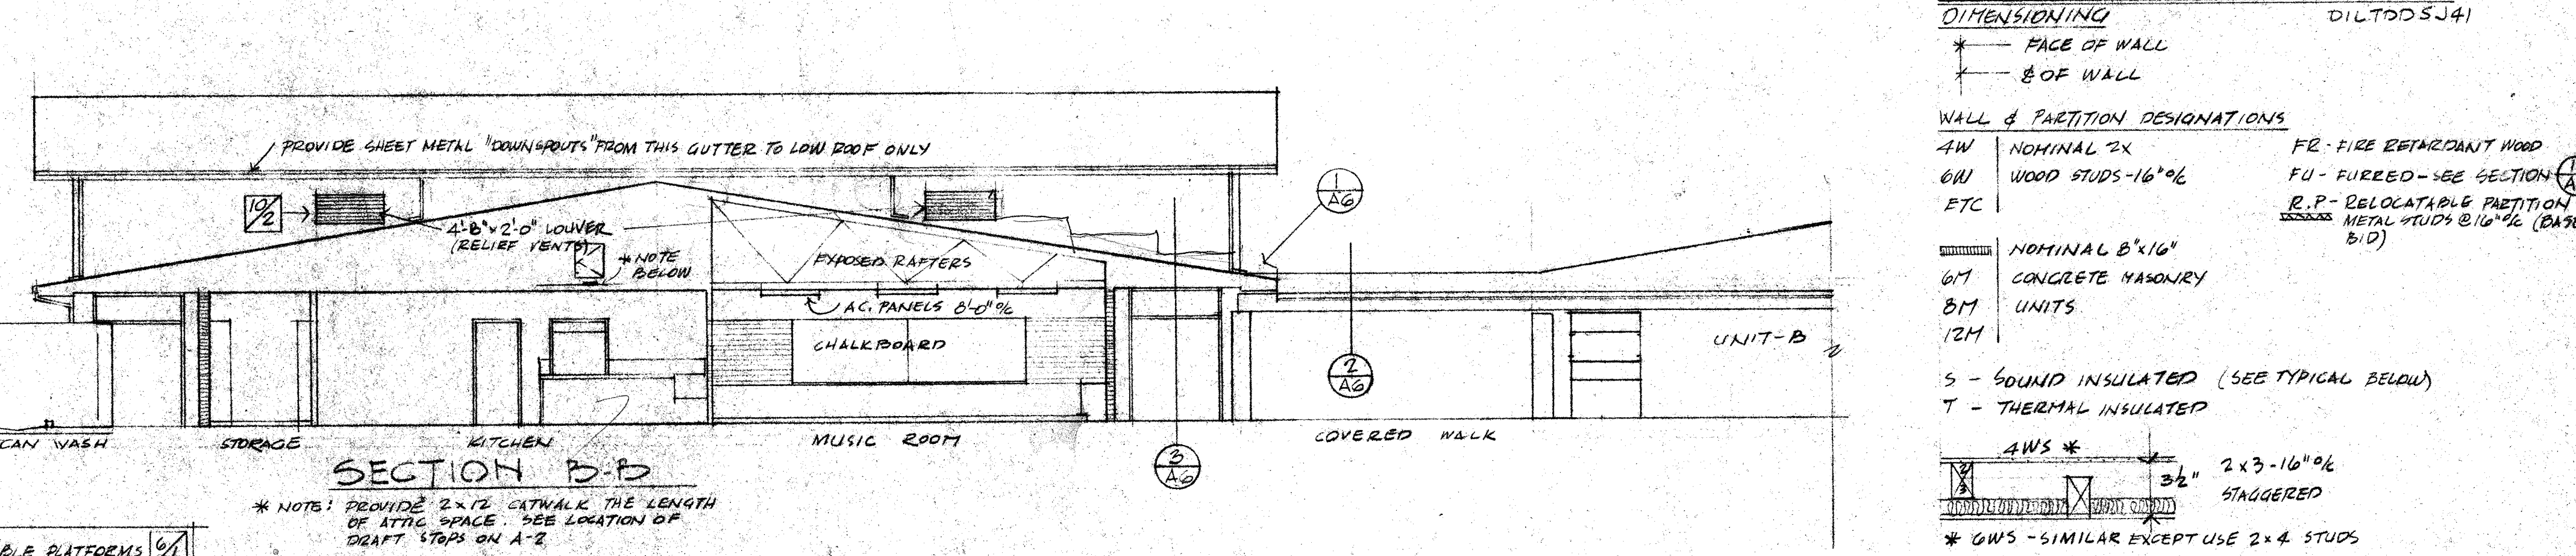 PROVIDE SHEET METAL "DOWNSPOUTS" FROM THIS GUTTER TO LOW ROOF ONLY
10/2
4'-8" x 2'-0" LOUVER
(RELIEF VENTS)
* NOTE
BELOW
EXPOSED RAFTERS
AC. PANELS 8'-0" o/c
CHALKBOARD
1
A6
2
A6
3
A6
UNIT-B
CAN WASH
STORAGE
KITCHEN
MUSIC ROOM
COVERED WALK
SECTION B-B
* NOTE: PROVIDE 2x12 CATWALK THE LENGTH
OF ATTIC SPACE. SEE LOCATION OF
DRAFT STOPS ON A-2
PLATFORMS 6/1
DIMENSIONING
DILTDDSJ41
FACE OF WALL
℄ OF WALL
WALL & PARTITION DESIGNATIONS
4W NOMINAL 2X
6W WOOD STUDS-16" o/c
ETC
FR - FIRE RETARDANT WOOD
FU - FURRED - SEE SECTION 1
R.P - RELOCATABLE PARTITION
METAL STUDS @ 16" o/c
BID)
NOMINAL 8"x16"
6M CONCRETE MASONRY
8M UNITS
12M
S - SOUND INSULATED (SEE TYPICAL BELOW)
T - THERMAL INSULATED
4WS *
3½"
2x3-16" o/c
STAGGERED
* 6WS - SIMILAR EXCEPT USE 2x4 STUDS